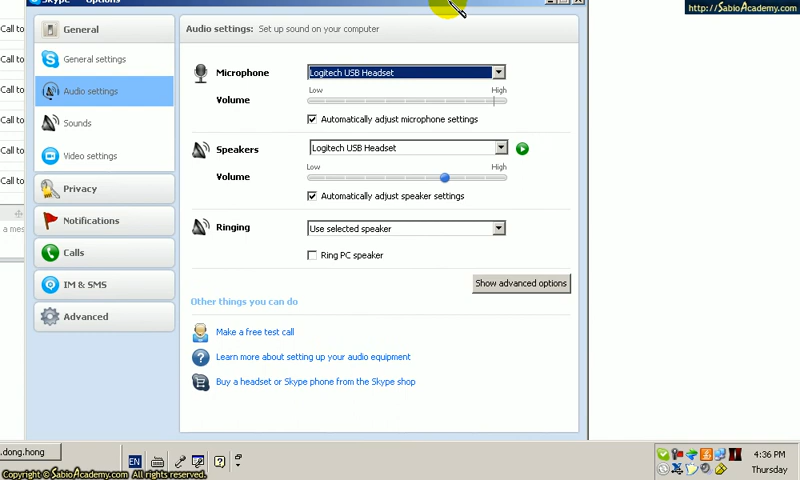 Skype™ - Options
http://SabioAcademy.com
General
Audio settings: Set up sound on your computer
Call to
General settings
Microphone
Logitech USB Headset
Call to
Low
High
Volume
Call to
Audio settings
Automatically adjust microphone settings
Call to
Sounds
Speakers
Logitech USB Headset
Call to
Video settings
Low
High
Volume
Call to
Privacy
Automatically adjust speaker settings
a mes
Notifications
Ringing
Use selected speaker
Calls
Ring PC speaker
IM & SMS
Show advanced options
Other things you can do
Advanced
Make a free test call
Learn more about setting up your audio equipment
Buy a headset or Skype phone from the Skype shop
.dong.hong
EN
4:36 PM
Thursday
Copyright © SabioAcademy.com All rights reserved.